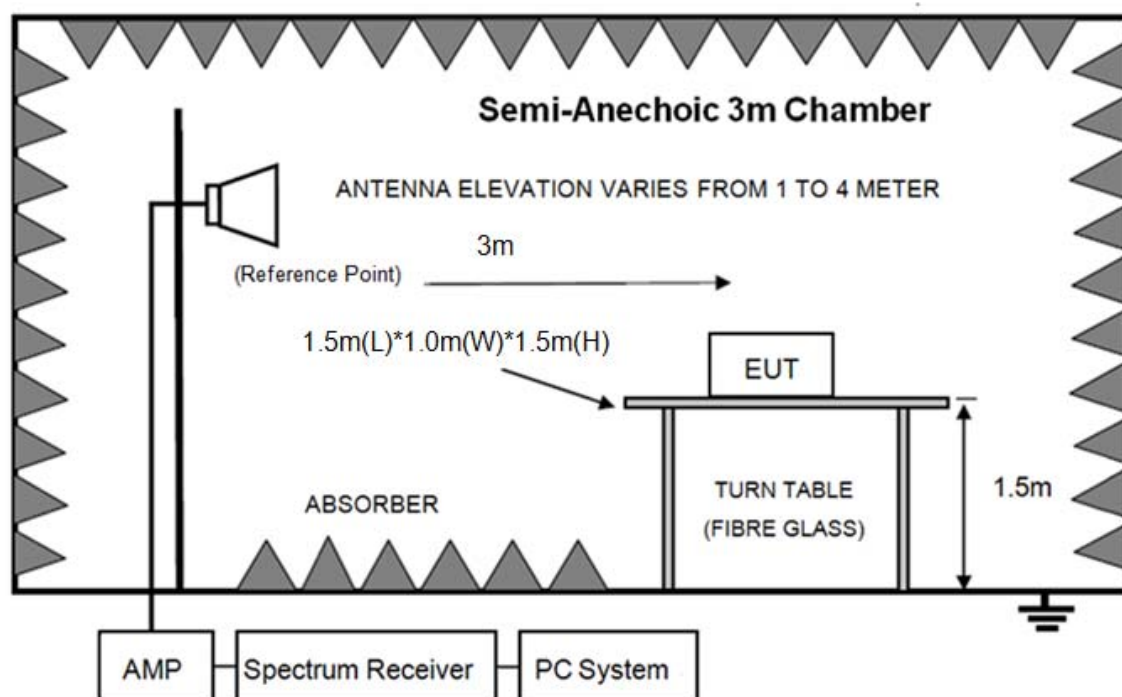 Semi-Anechoic 3m Chamber
ANTENNA ELEVATION VARIES FROM 1 TO 4 METER
3m
(Reference Point)
1.5m(L)*1.0m(W)*1.5m(H)
EUT
ABSORBER
TURN TABLE
(FIBRE GLASS)
1.5m
AMP
Spectrum Receiver
PC System